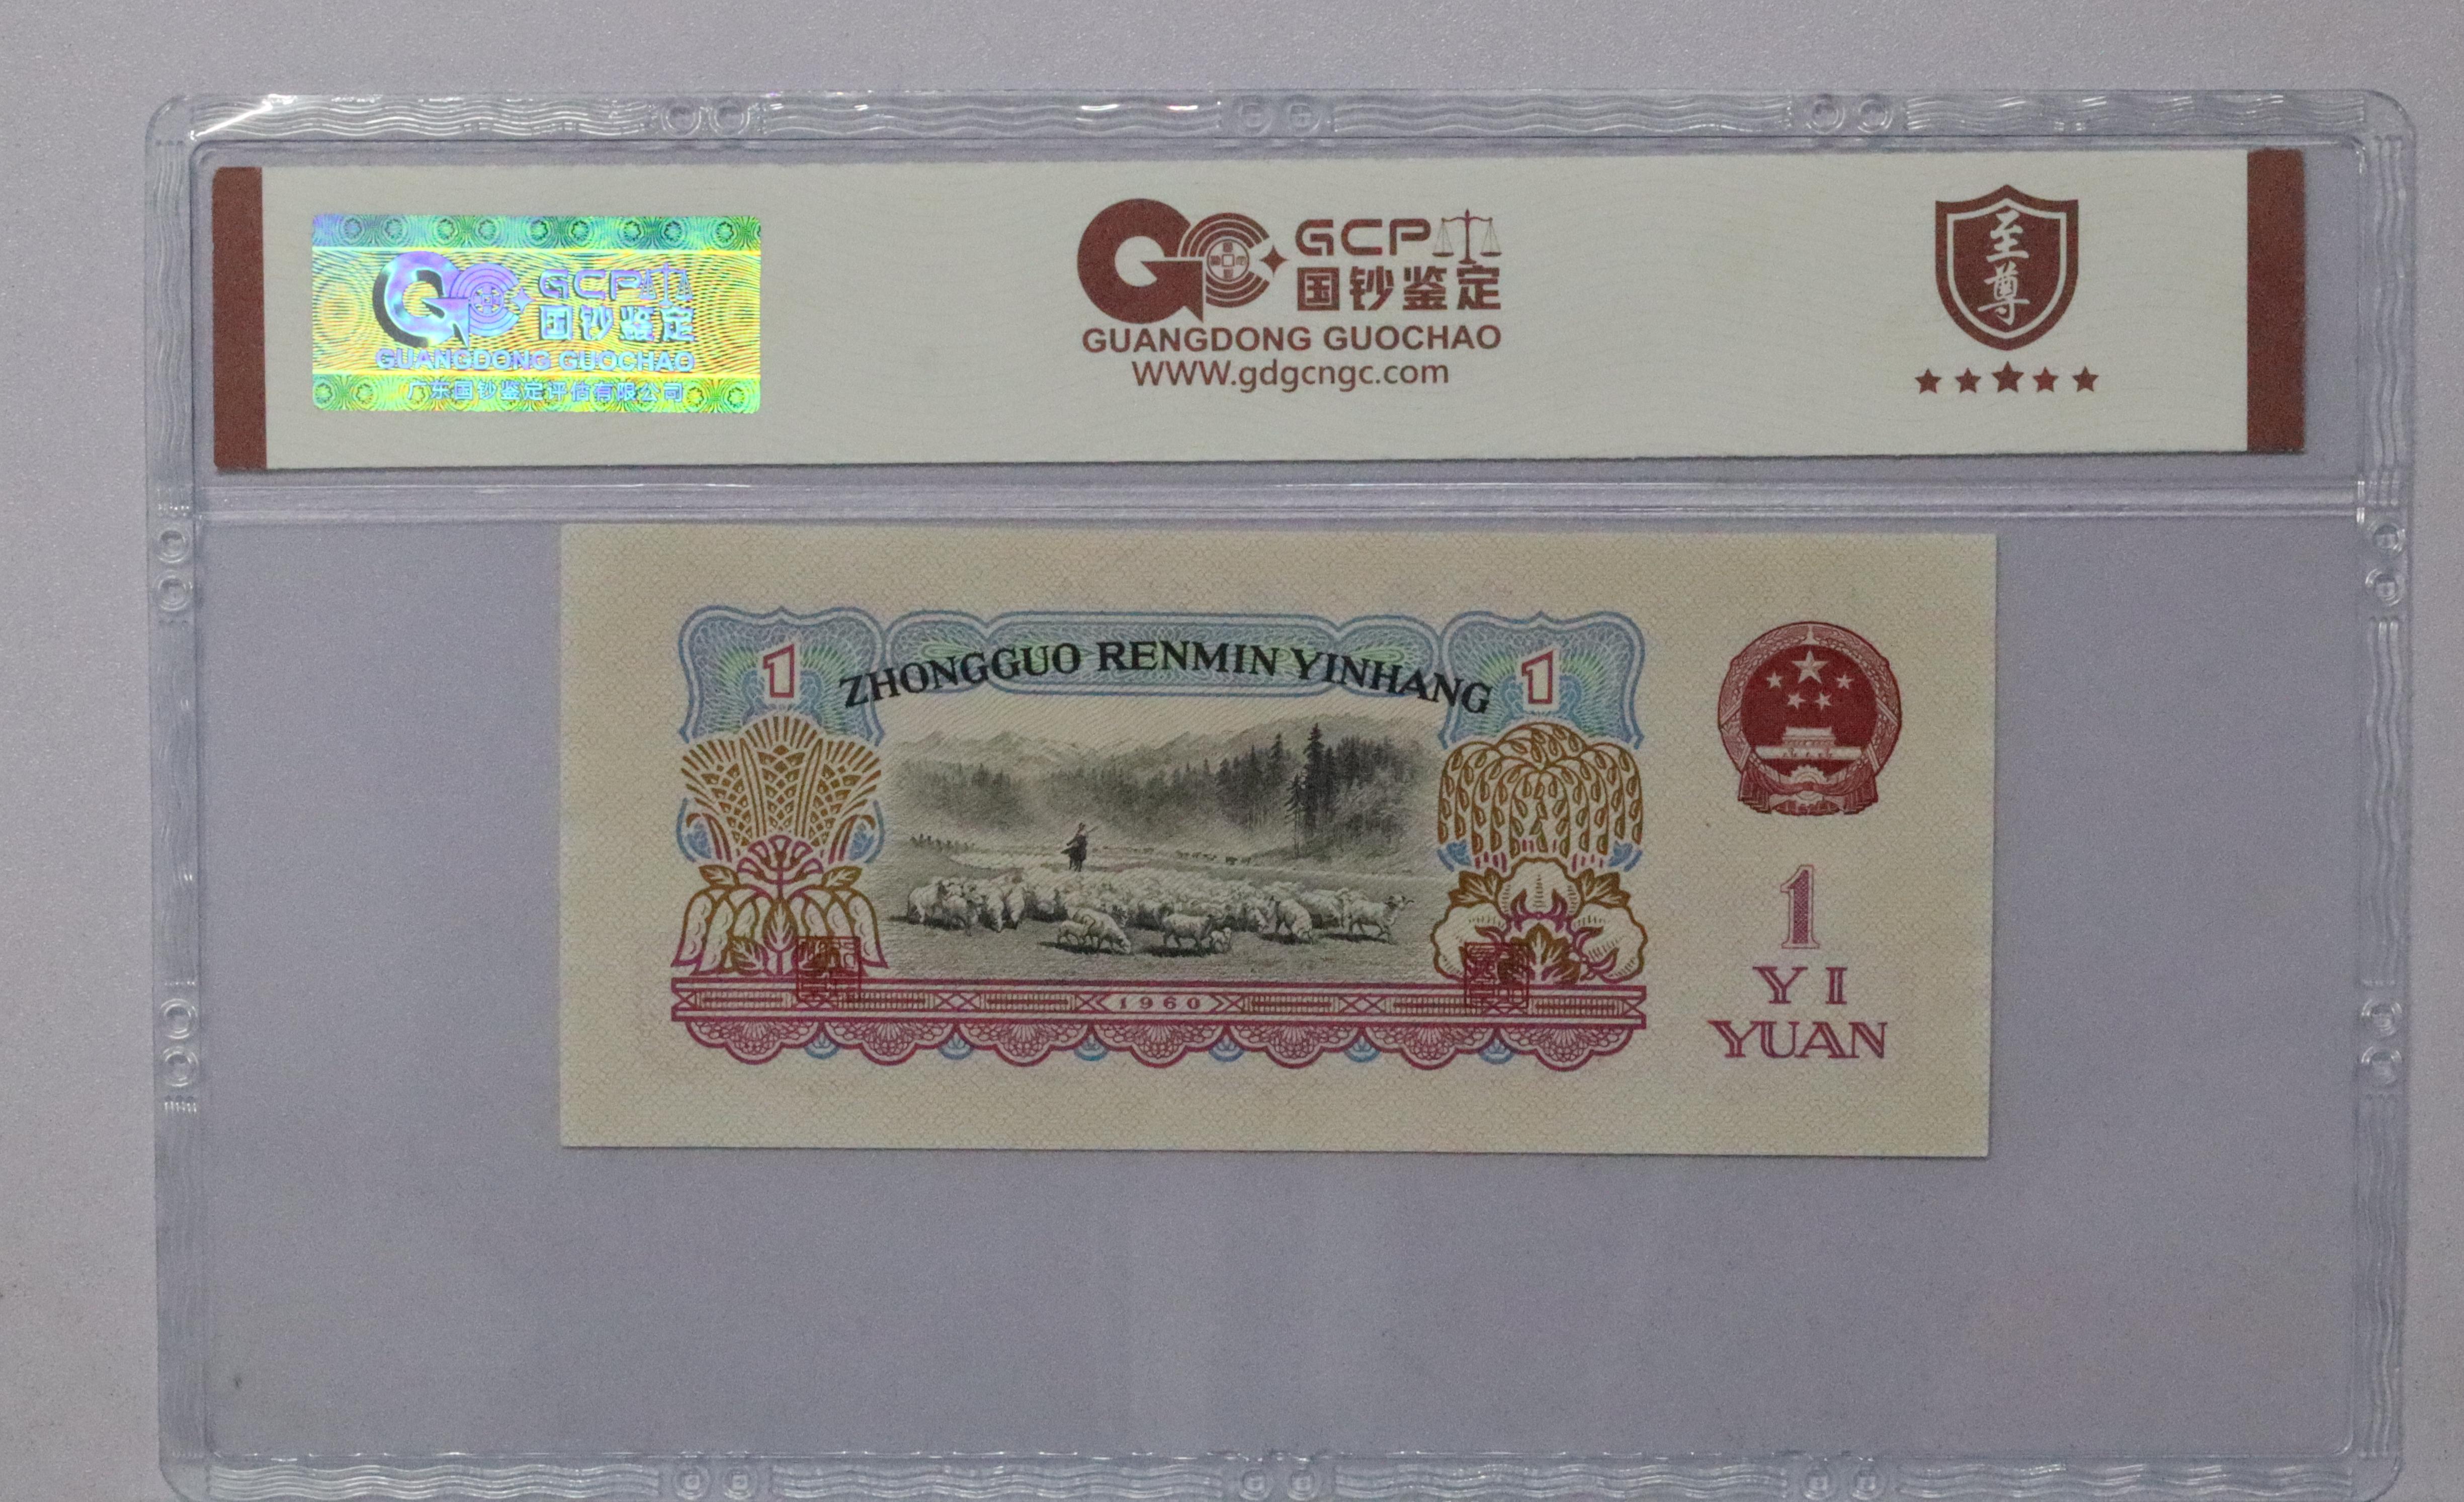 GCP
国钞鉴定
GUANGDONG GUOCHAO
广东国钞鉴定评估有限公司
GCP
国钞鉴定
GUANGDONG GUOCHAO
www.gdgcngc.com
至尊
1
ZHONGGUO RENMIN YINHANG
1
1960
1
YI
YUAN